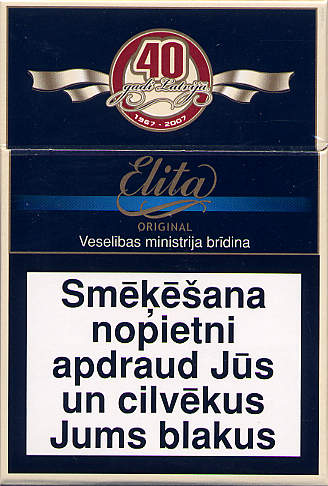 40
gadi Latvijā
1967 - 2007
Elita
ORIGINAL
Veselības ministrija brīdina
Smēķēšana
nopietni
apdraud Jūs
un cilvēkus
Jums blakus